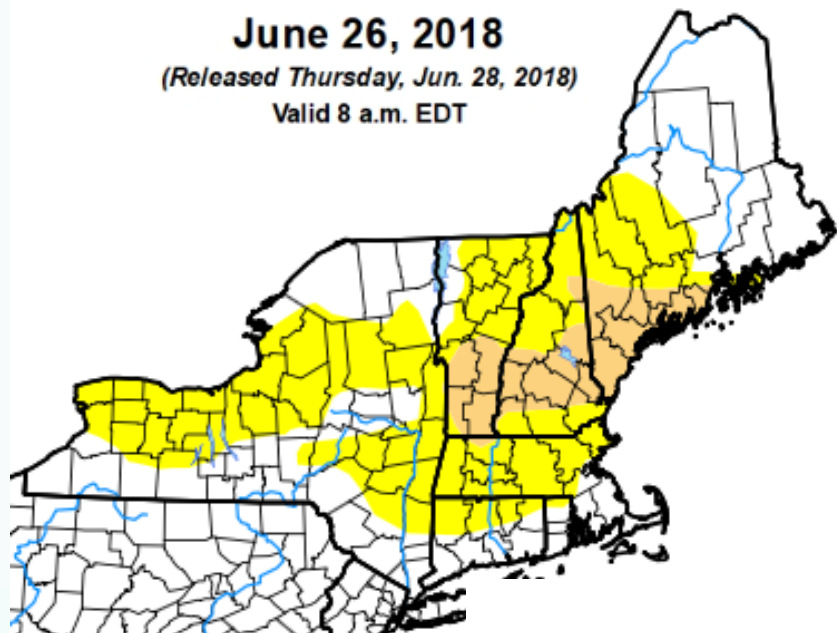 June 26, 2018
(Released Thursday, Jun. 28, 2018)
Valid 8 a.m. EDT